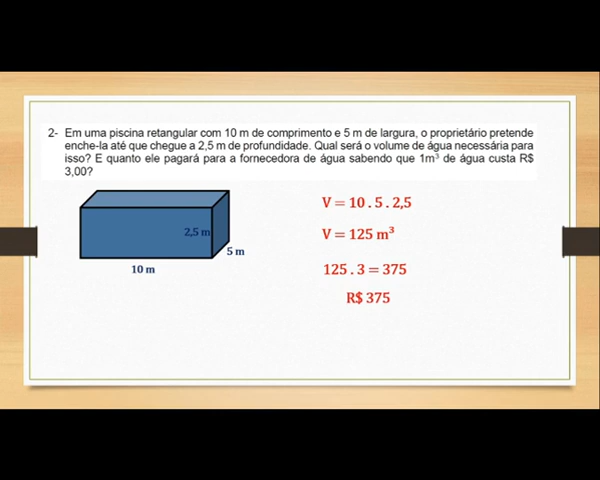 2- Em uma piscina retangular com 10 m de comprimento e 5 m de largura, o proprietário pretende
enche-la até que chegue a 2,5 m de profundidade. Qual será o volume de água necessária para
isso? E quanto ele pagará para a fornecedora de água sabendo que 1m³ de água custa R$
3,00?
2,5 m
5 m
10 m
V = 10 . 5 . 2,5
V = 125 m³
125 . 3 = 375
R$ 375